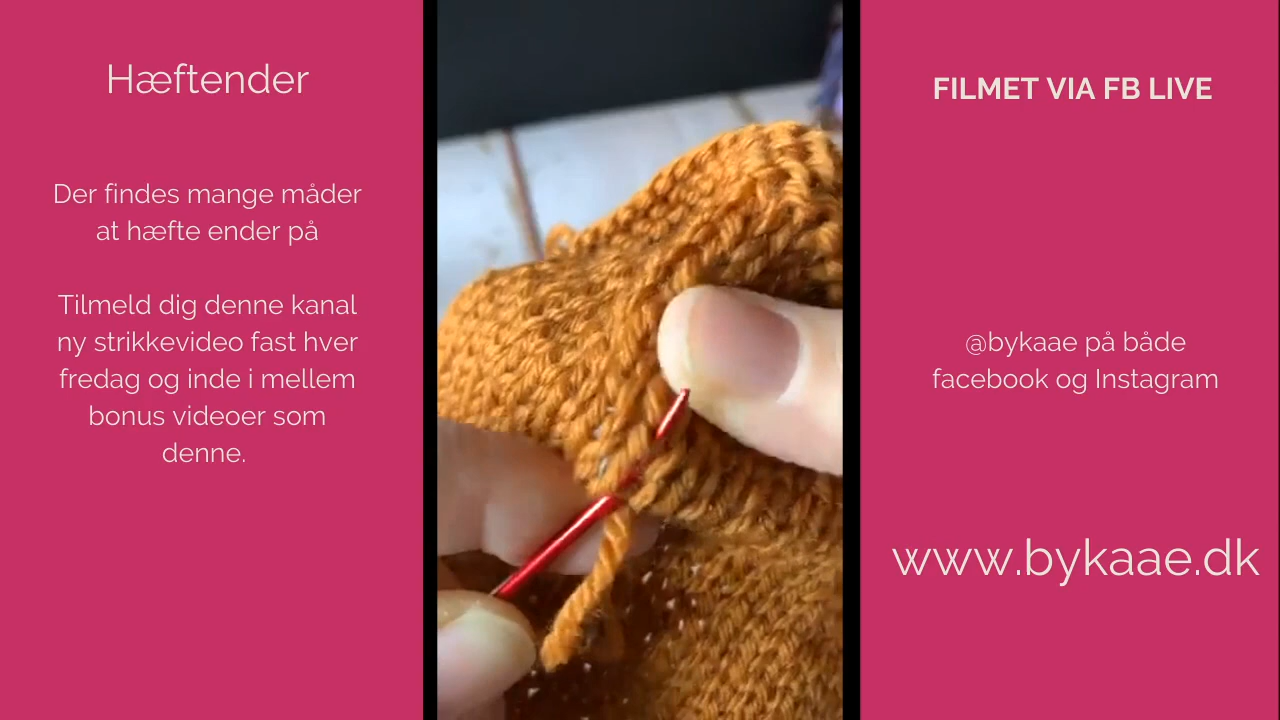 Hæftender
Der findes mange måder
at hæfte ender på
Tilmeld dig denne kanal
ny strikkevideo fast hver
fredag og inde i mellem
bonus videoer som
denne.
FILMET VIA FB LIVE
@bykaae på både
facebook og Instagram
www.bykaae.dk